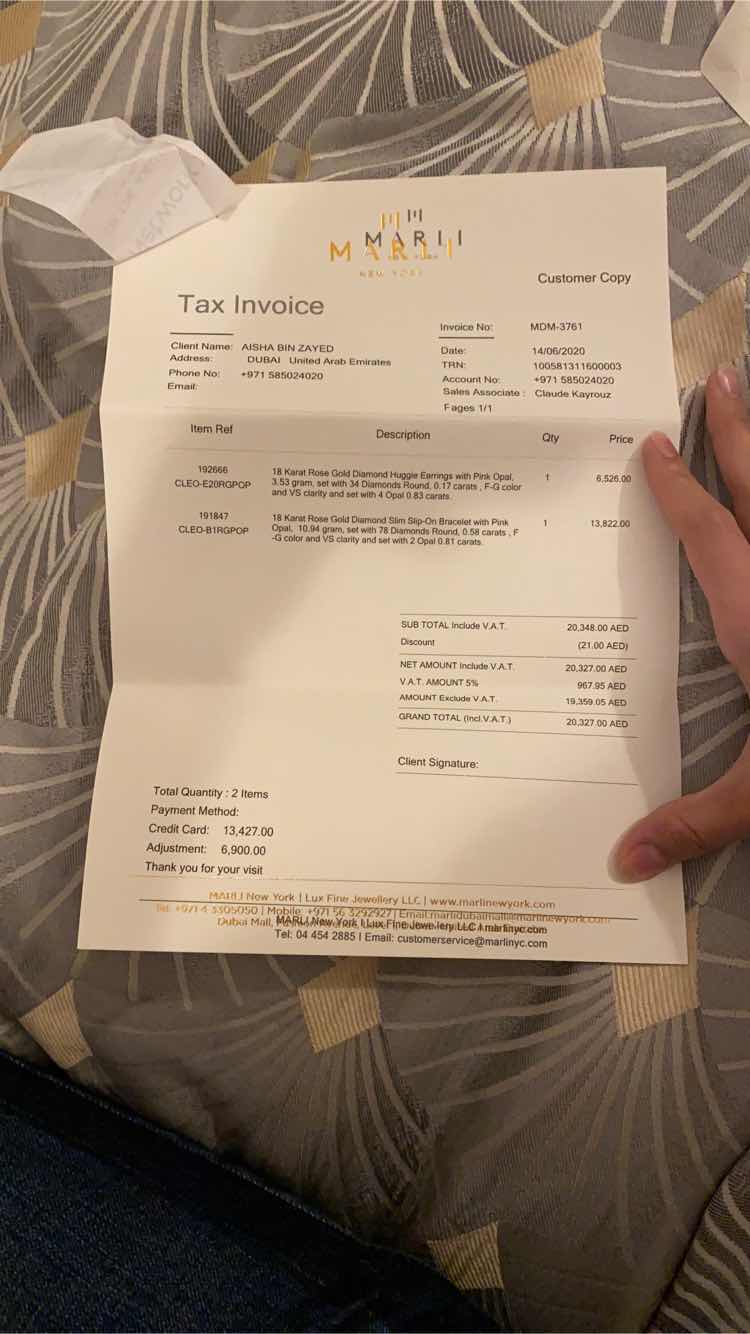 MARLI
MARLI
NEW YORK
Customer Copy
Tax Invoice
Client Name: AISHA BIN ZAYED
Address: DUBAI United Arab Emirates
Phone No: +971 585024020
Email:
Invoice No: MDM-3761
Date: 14/06/2020
TRN: 100581311600003
Account No: +971 585024020
Sales Associate : Claude Kayrouz
Pages 1/1
Item Ref Description Qty Price
192666
CLEO-E20RGPOP
18 Karat Rose Gold Diamond Huggie Earrings with Pink Opal,
3.53 gram, set with 34 Diamonds Round, 0.17 carats , F-G color
and VS clarity and set with 4 Opal 0.83 carats.
1 6,526.00
191847
CLEO-B1RGPOP
18 Karat Rose Gold Diamond Slim Slip-On Bracelet with Pink
Opal, 10.94 gram, set with 78 Diamonds Round, 0.58 carats , F
-G color and VS clarity and set with 2 Opal 0.81 carats.
1 13,822.00
SUB TOTAL Include V.A.T. 20,348.00 AED
Discount (21.00 AED)
NET AMOUNT Include V.A.T. 20,327.00 AED
V.A.T. AMOUNT 5% 967.95 AED
AMOUNT Exclude V.A.T. 19,359.05 AED
GRAND TOTAL (Incl.V.A.T.) 20,327.00 AED
Client Signature:
Total Quantity : 2 Items
Payment Method:
Credit Card: 13,427.00
Adjustment: 6,900.00
Thank you for your visit
MARLI New York | Lux Fine Jewellery LLC | www.marlinewyork.com
Tel: +971 4 3305050 | Mobile: +971 56 3292927 | Email:marlidubaimall@marlinewyork.com
Dubai Mall,
MARLI New York | Lux Fine Jewellery LLC | marlinyc.com
Tel: 04 454 2885 | Email: customerservice@marlinyc.com